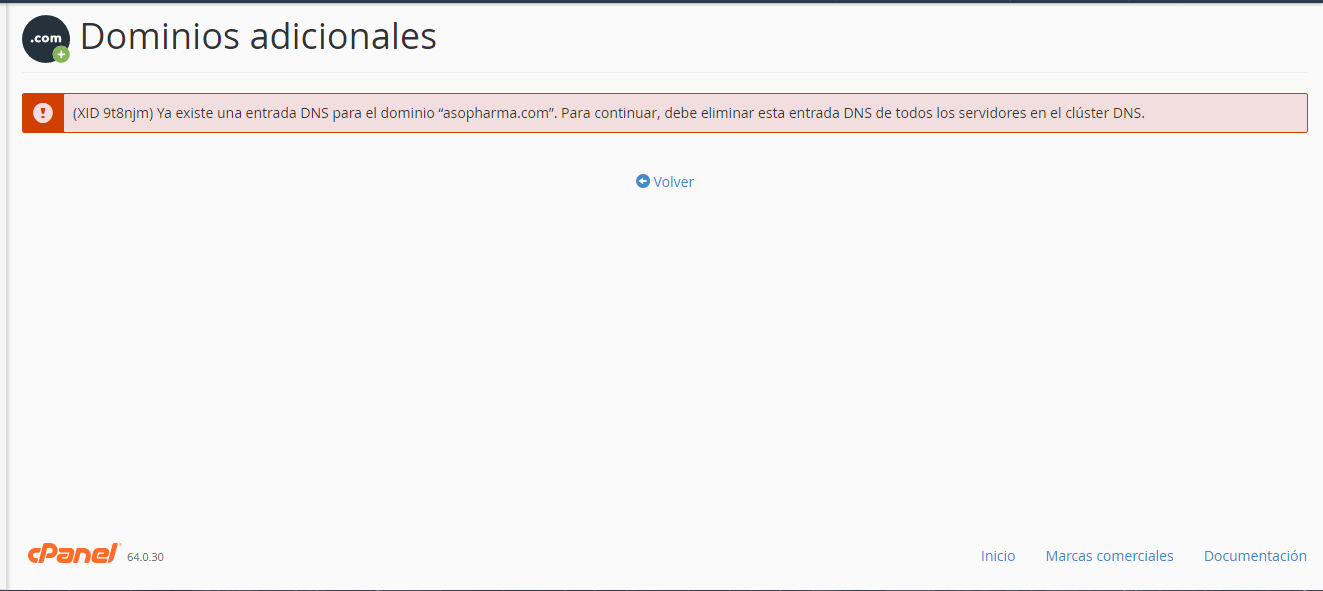 .com
Dominios adicionales
(XID 9t8njm) Ya existe una entrada DNS para el dominio “asopharma.com”. Para continuar, debe eliminar esta entrada DNS de todos los servidores en el clúster DNS.
Volver
cPanel 64.0.30 Inicio Marcas comerciales Documentación